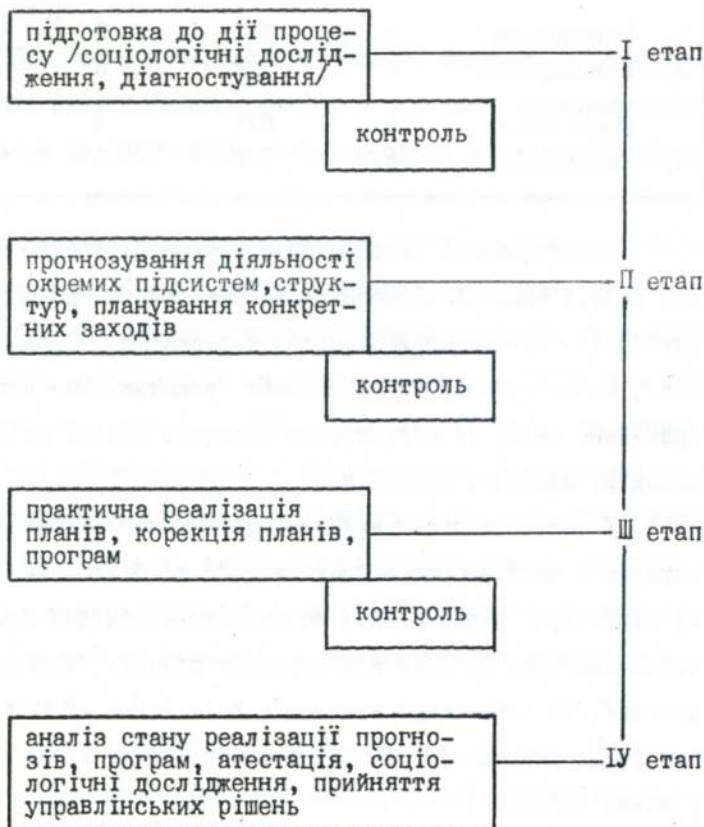 підготовка до дії проце-
су /соціологічні дослід-
ження, діагностування/
I етап
контроль
прогнозування діяльності
окремих підсистем,струк-
тур, планування конкрет-
них заходів
П етап
контроль
практична реалізація
планів, корекція планів,
програм
Ш етап
контроль
аналіз стану реалізації прогно-
зів, програм, атестація, соціо-
логічні дослідження, прийняття
управлінських рішень
ІУ етап